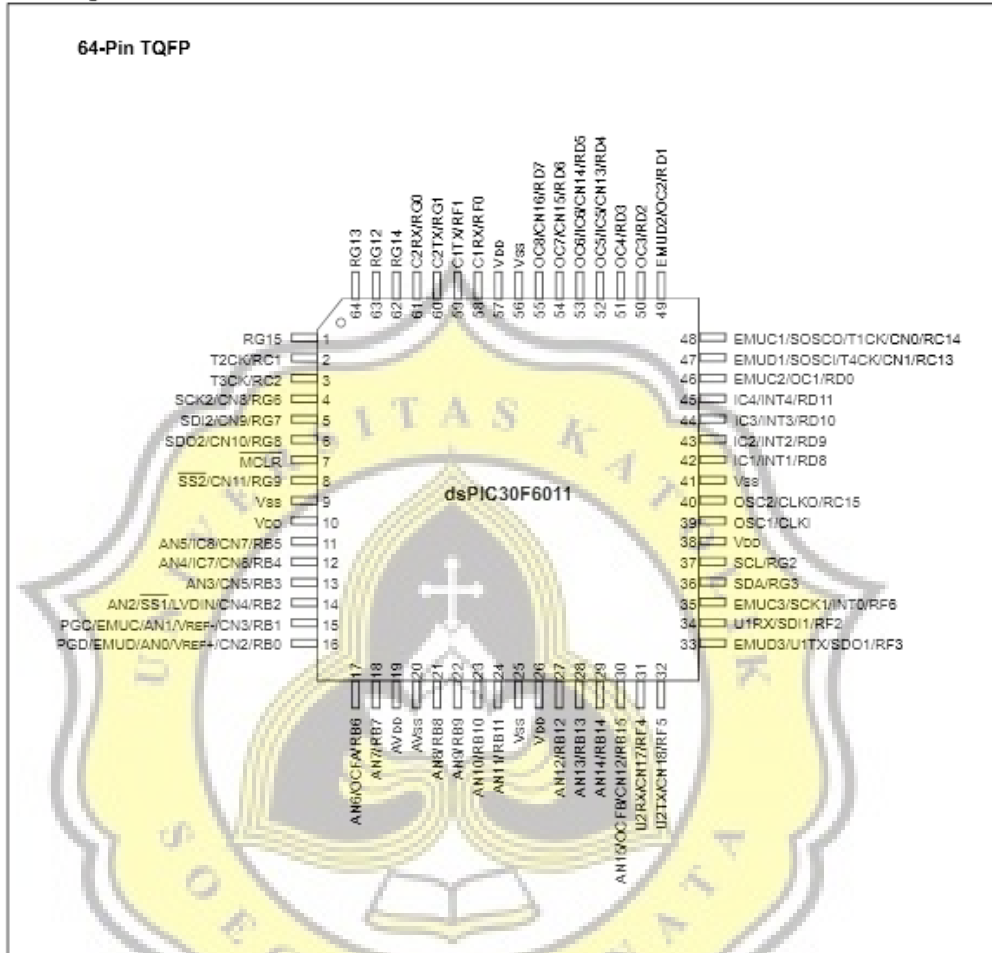 64-Pin TQFP
RG13
RG12
RG14
C2RX/RG0
C2TX/RG1
C1TX/RF1
C1RX/RF0
VDD
VSS
OC8/CN16/RD7
OC7/CN15/RD6
OC6/IC6/CN14/RD5
OC5/IC5/CN13/RD4
OC4/RD3
OC3/RD2
EMUD2/OC2/RD1
64 63 62 61 60 59 58 57 56 55 54 53 52 51 50 49
RG15 1
T2CK/RC1 2
T3CK/RC2 3
SCK2/CN8/RG6 4
SDI2/CN9/RG7 5
SDO2/CN10/RG8 6
MCLR 7
SS2/CN11/RG9 8
VSS 9
VDD 10
AN5/IC8/CN7/RB5 11
AN4/IC7/CN6/RB4 12
AN3/CN5/RB3 13
AN2/SS1/LVDIN/CN4/RB2 14
PGC/EMUC/AN1/VREF-/CN3/RB1 15
PGD/EMUD/AN0/VREF+/CN2/RB0 16
dsPIC30F6011
48 EMUC1/SOSCO/T1CK/CN0/RC14
47 EMUD1/SOSCI/T4CK/CN1/RC13
46 EMUC2/OC1/RD0
45 IC4/INT4/RD11
44 IC3/INT3/RD10
43 IC2/INT2/RD9
42 IC1/INT1/RD8
41 VSS
40 OSC2/CLKO/RC15
39 OSC1/CLKI
38 VDD
37 SCL/RG2
36 SDA/RG3
35 EMUC3/SCK1/INT0/RF6
34 U1RX/SDI1/RF2
33 EMUD3/U1TX/SDO1/RF3
17 18 19 20 21 22 23 24 25 26 27 28 29 30 31 32
AN6/OCFA/RB6
AN7/RB7
AVDD
AVSS
AN8/RB8
AN9/RB9
AN10/RB10
AN11/RB11
VSS
VDD
AN12/RB12
AN13/RB13
AN14/RB14
AN15/OCFB/CN12/RB15
U2RX/CN17/RF4
U2TX/CN18/RF5